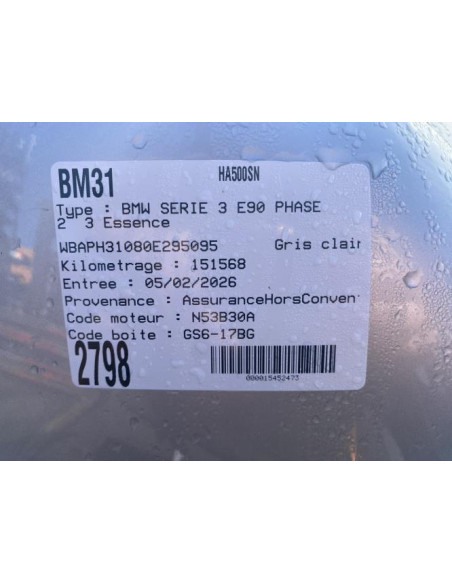 BM31 HA500SN
Type : BMW SERIE 3 E90 PHASE
2 3 Essence
WBAPH31080E295095 Gris clair
Kilometrage : 151568
Entree : 05/02/2026
Provenance : AssuranceHorsConven
Code moteur : N53B30A
Code boite : GS6-17BG
2798
000015452473